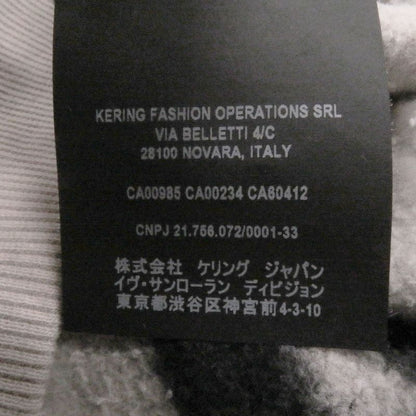 KERING FASHION OPERATIONS SRL
VIA BELLETTI 4/C
28100 NOVARA, ITALY
CA00985 CA00234 CA60412
CNPJ 21.756.072/0001-33
株式会社 ケリング ジャパン
イヴ・サンローラン ディビジョン
東京都渋谷区神宮前4-3-10